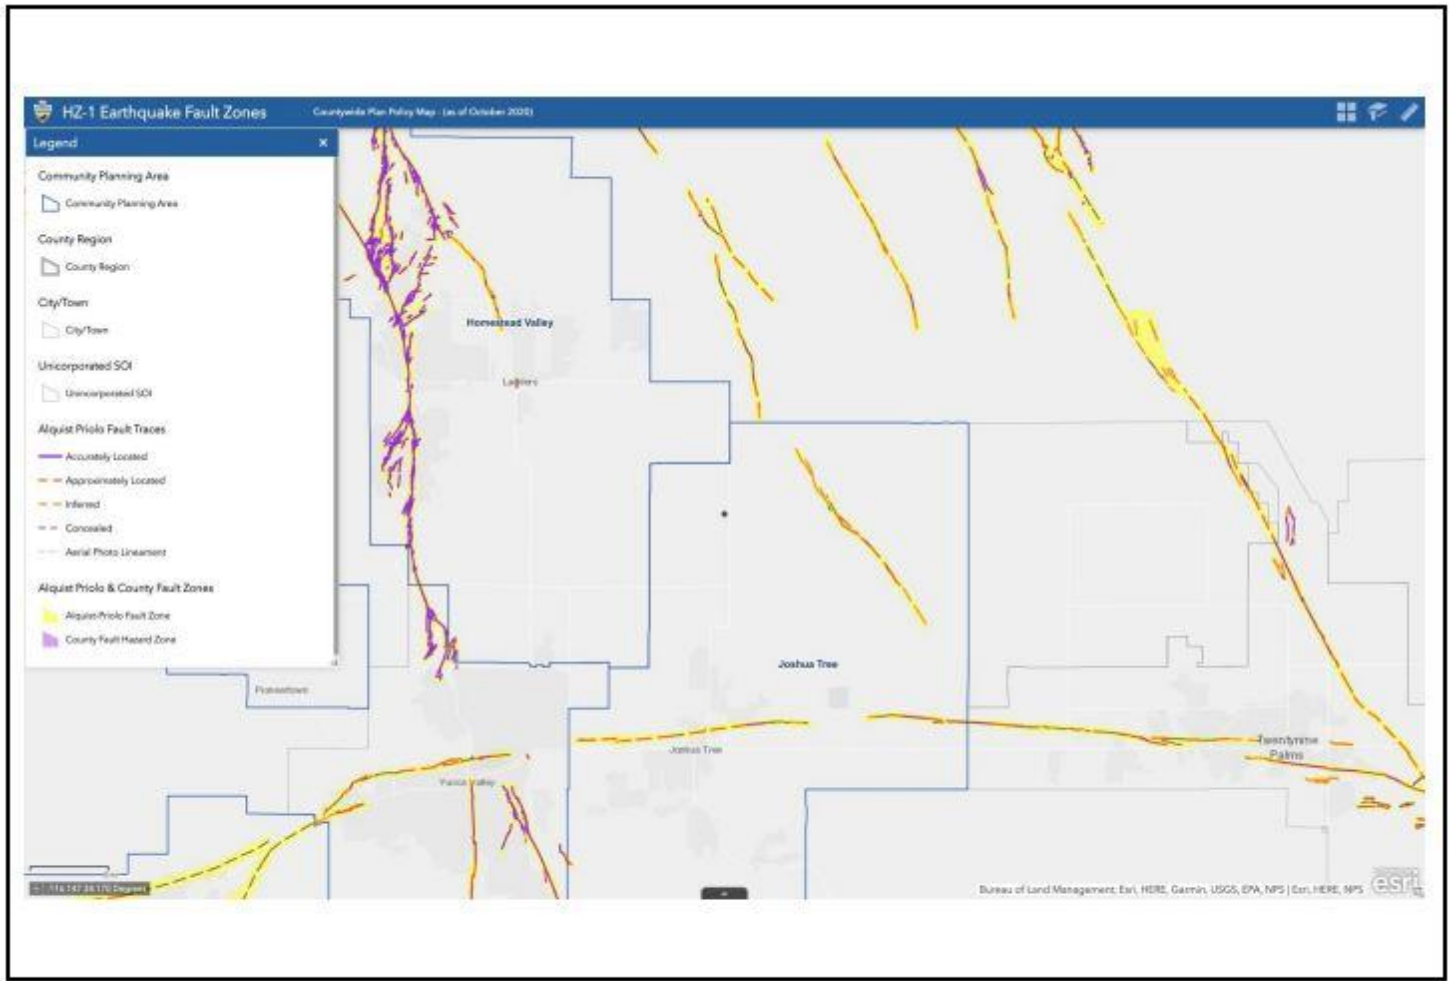 HZ-1 Earthquake Fault Zones
Countywide Plan Policy Map - (as of October 2020)
Legend
Community Planning Area
Community Planning Area
County Region
County Region
City/Town
City/Town
Unicorporated SOI
Unincorporated SOI
Alquist Priolo Fault Traces
Accurately Located
Approximately Located
Inferred
Concealed
Aerial Photo Lineament
Alquist Priolo & County Fault Zones
Alquist-Priolo Fault Zone
County Fault Hazard Zone
Homestead Valley
Landers
Joshua Tree
Pioneertown
Joshua Tree
Twentynine
Palms
Yucca Valley
Degrees
Bureau of Land Management, Esri, HERE, Garmin, USGS, EPA, NPS | Esri, HERE, NPS
esri